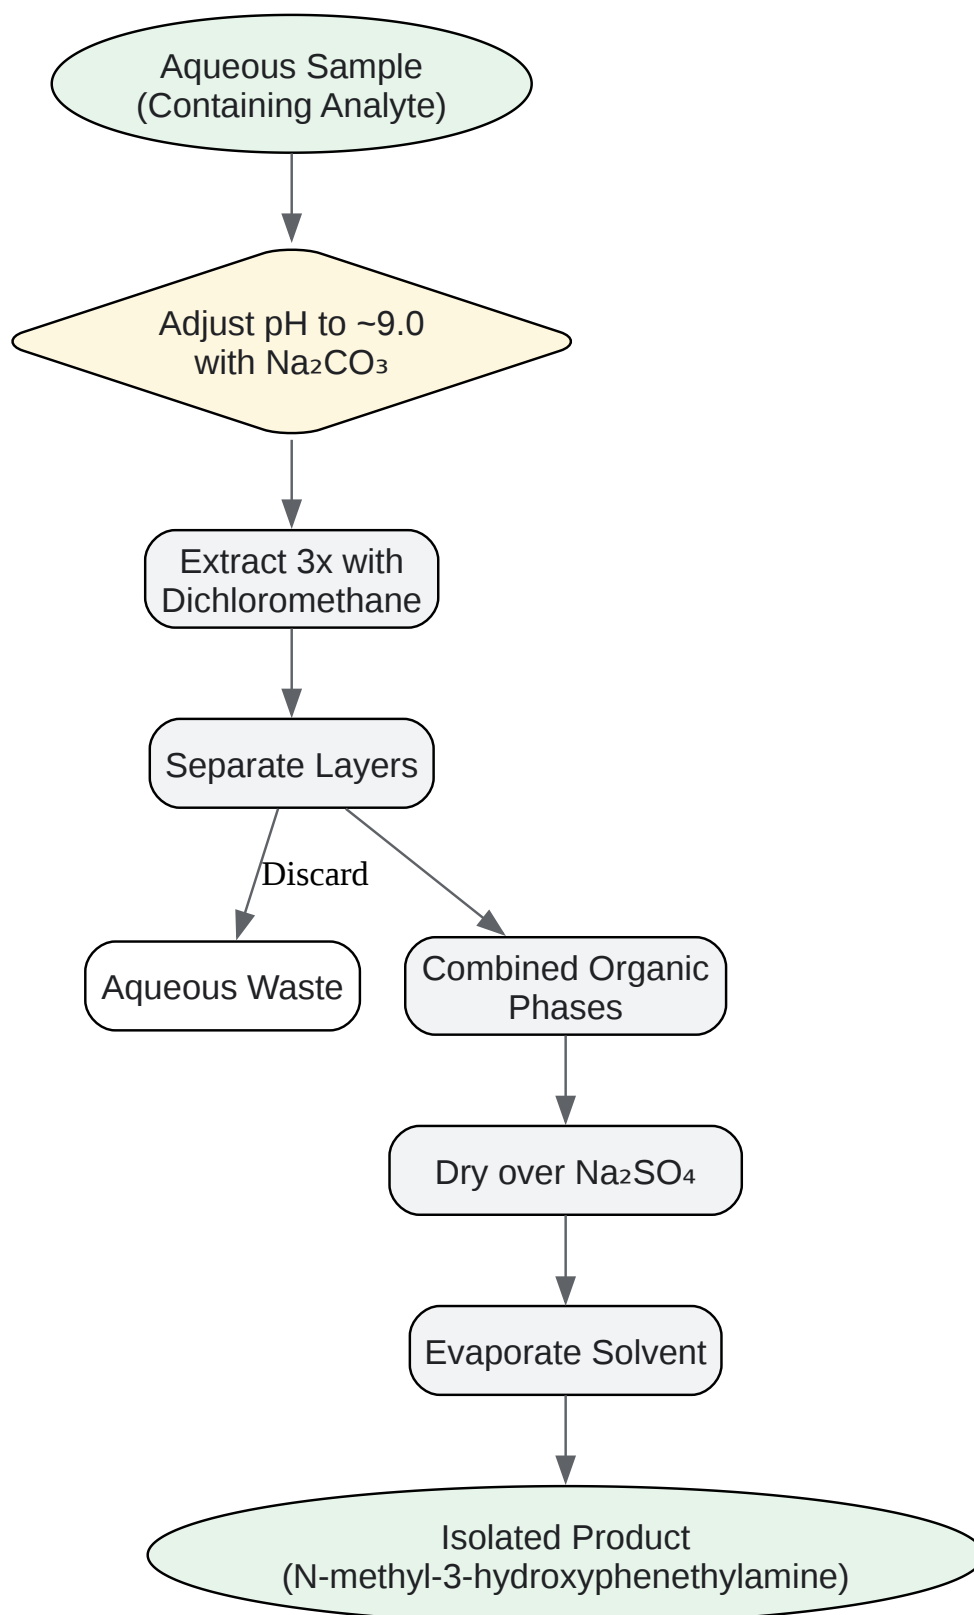 Aqueous Sample
(Containing Analyte)
Adjust pH to ~9.0
with Na₂CO₃
Extract 3x with
Dichloromethane
Separate Layers
Discard
Aqueous Waste
Combined Organic
Phases
Dry over Na₂SO₄
Evaporate Solvent
Isolated Product
(N-methyl-3-hydroxyphenethylamine)